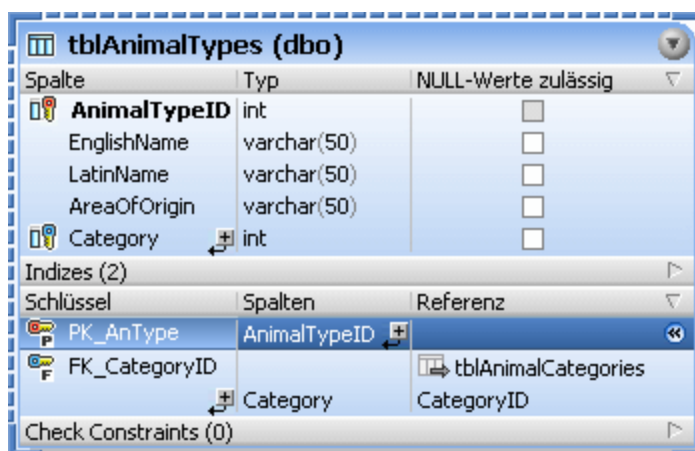 tblAnimalTypes (dbo)
Spalte Typ NULL-Werte zulässig
AnimalTypeID int
EnglishName varchar(50)
LatinName varchar(50)
AreaOfOrigin varchar(50)
Category int
Indizes (2)
Schlüssel Spalten Referenz
P PK_AnType AnimalTypeID
F FK_CategoryID tblAnimalCategories
Category CategoryID
Check Constraints (0)